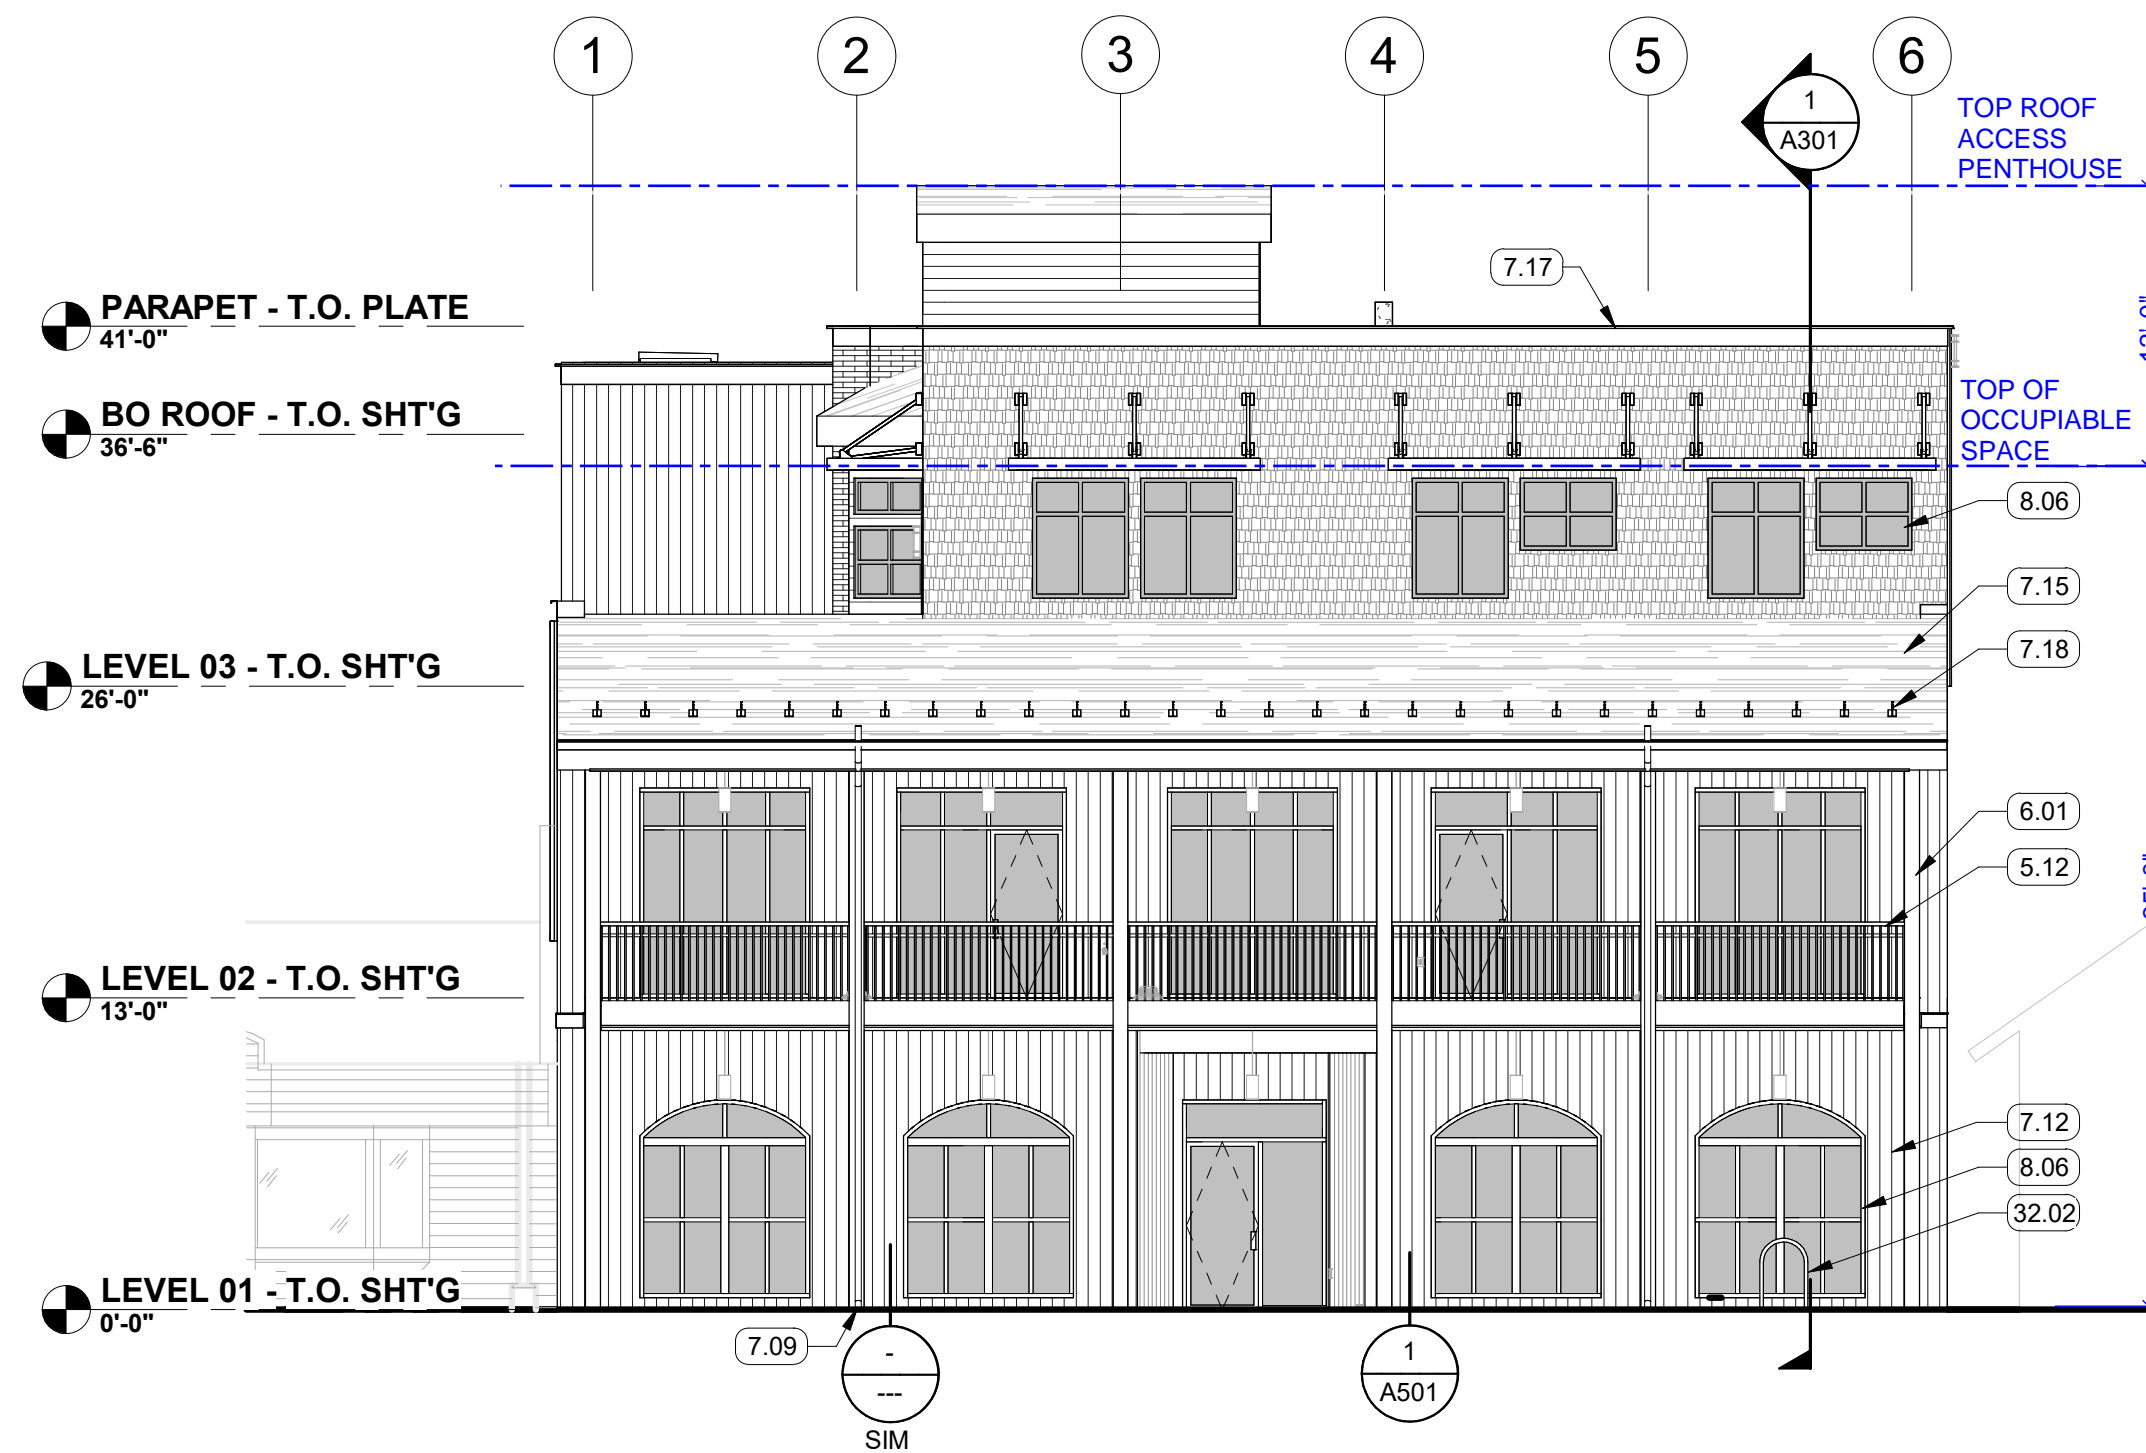 1
2
3
4
5
6
1
A301
TOP ROOF
ACCESS
PENTHOUSE
7.17
PARAPET - T.O. PLATE
41'-0"
TOP OF
OCCUPIABLE
SPACE
BO ROOF - T.O. SHT'G
36'-6"
8.06
7.15
7.18
LEVEL 03 - T.O. SHT'G
26'-0"
6.01
5.12
LEVEL 02 - T.O. SHT'G
13'-0"
7.12
8.06
32.02
LEVEL 01 - T.O. SHT'G
0'-0"
7.09
-
---
SIM
1
A501